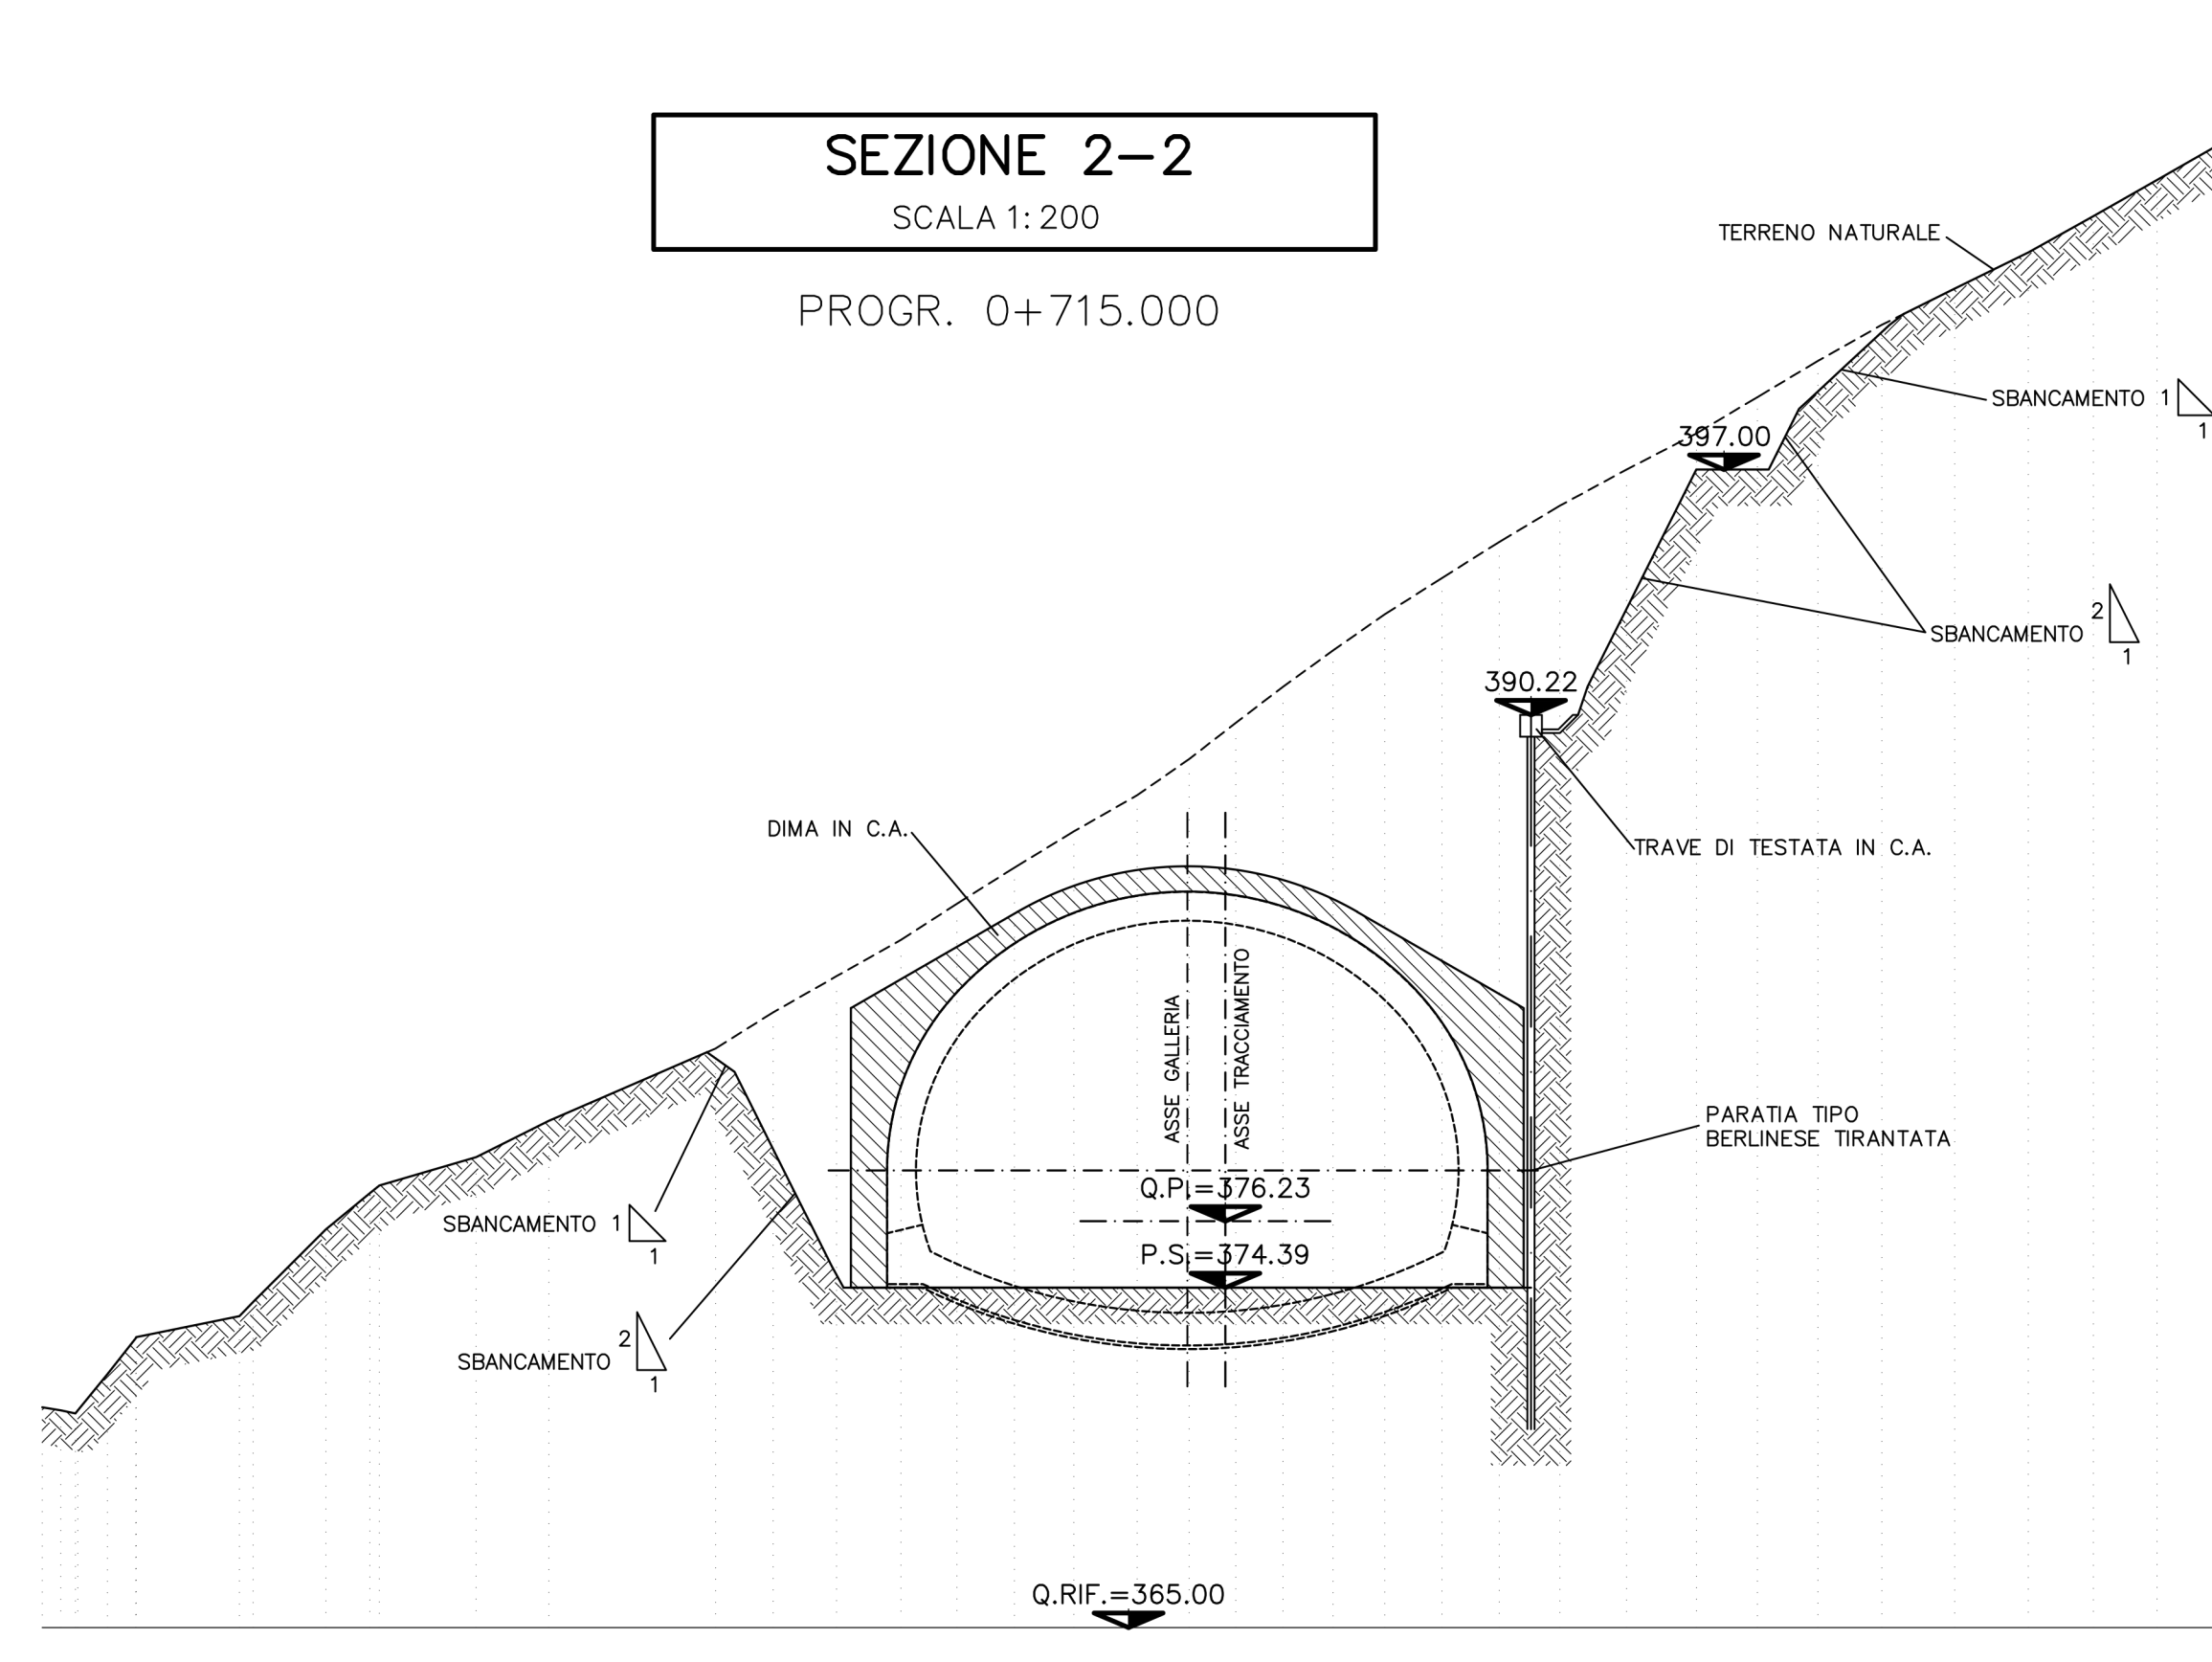 SEZIONE 2-2
SCALA 1:200
PROGR. 0+715.000
TERRENO NATURALE
SBANCAMENTO 1
1
397.00
SBANCAMENTO 2
1
390.22
DIMA IN C.A.
TRAVE DI TESTATA IN C.A.
ASSE GALLERIA
ASSE TRACCIAMENTO
PARATIA TIPO
BERLINESE TIRANTATA
Q.P.=376.23
SBANCAMENTO 1
1
P.S.=374.39
SBANCAMENTO 2
1
Q.RIF.=365.00